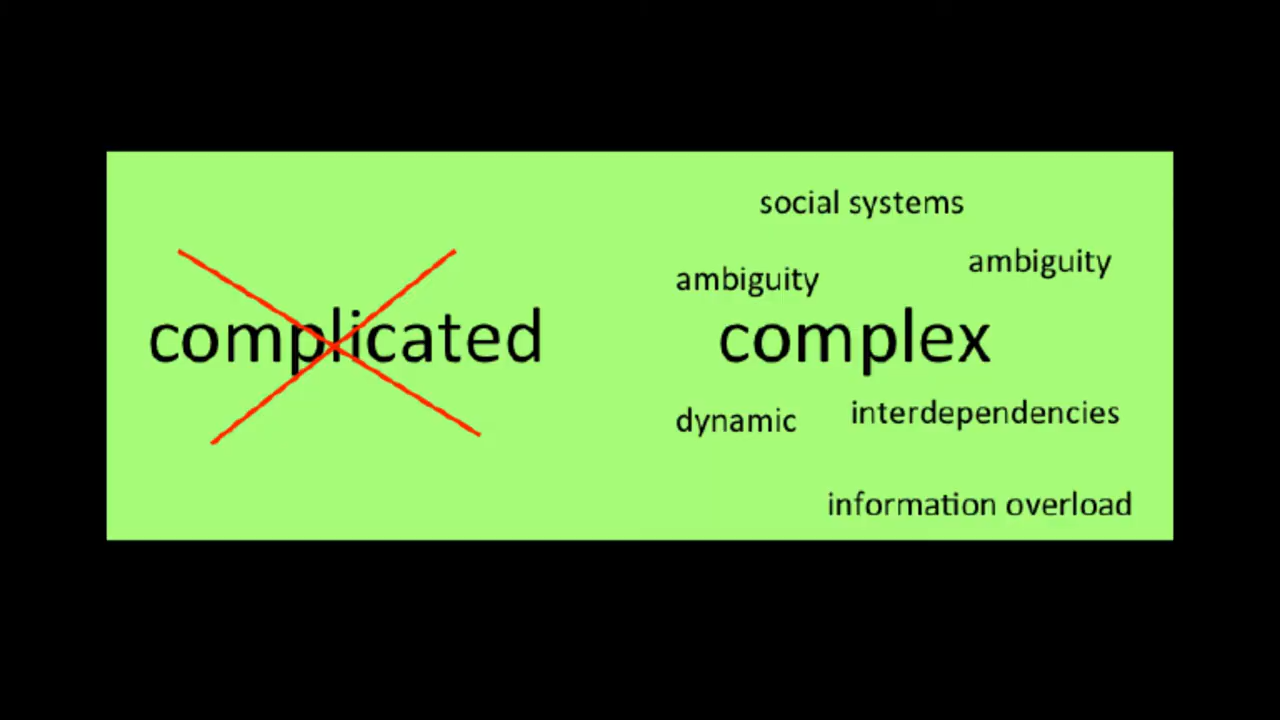 social systems
ambiguity
ambiguity
complicated
complex
dynamic
interdependencies
information overload